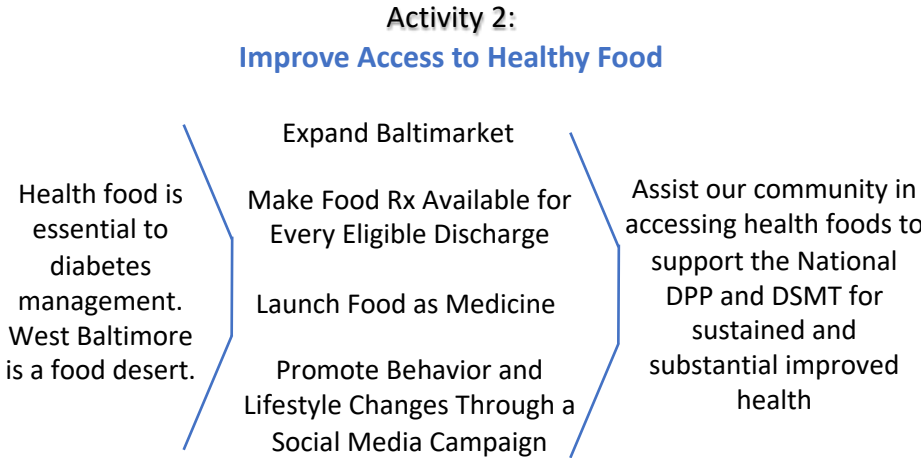 Activity 2:
Improve Access to Healthy Food
Health food is
essential to
diabetes
management.
West Baltimore
is a food desert.
Expand Baltimarket
Make Food Rx Available for
Every Eligible Discharge
Launch Food as Medicine
Promote Behavior and
Lifestyle Changes Through a
Social Media Campaign
Assist our community in
accessing health foods to
support the National
DPP and DSMT for
sustained and
substantial improved
health